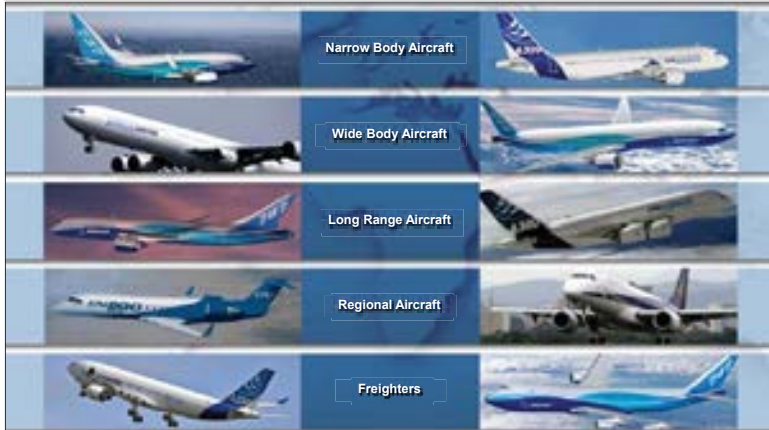 Narrow Body Aircraft
Wide Body Aircraft
Long Range Aircraft
Regional Aircraft
Freighters